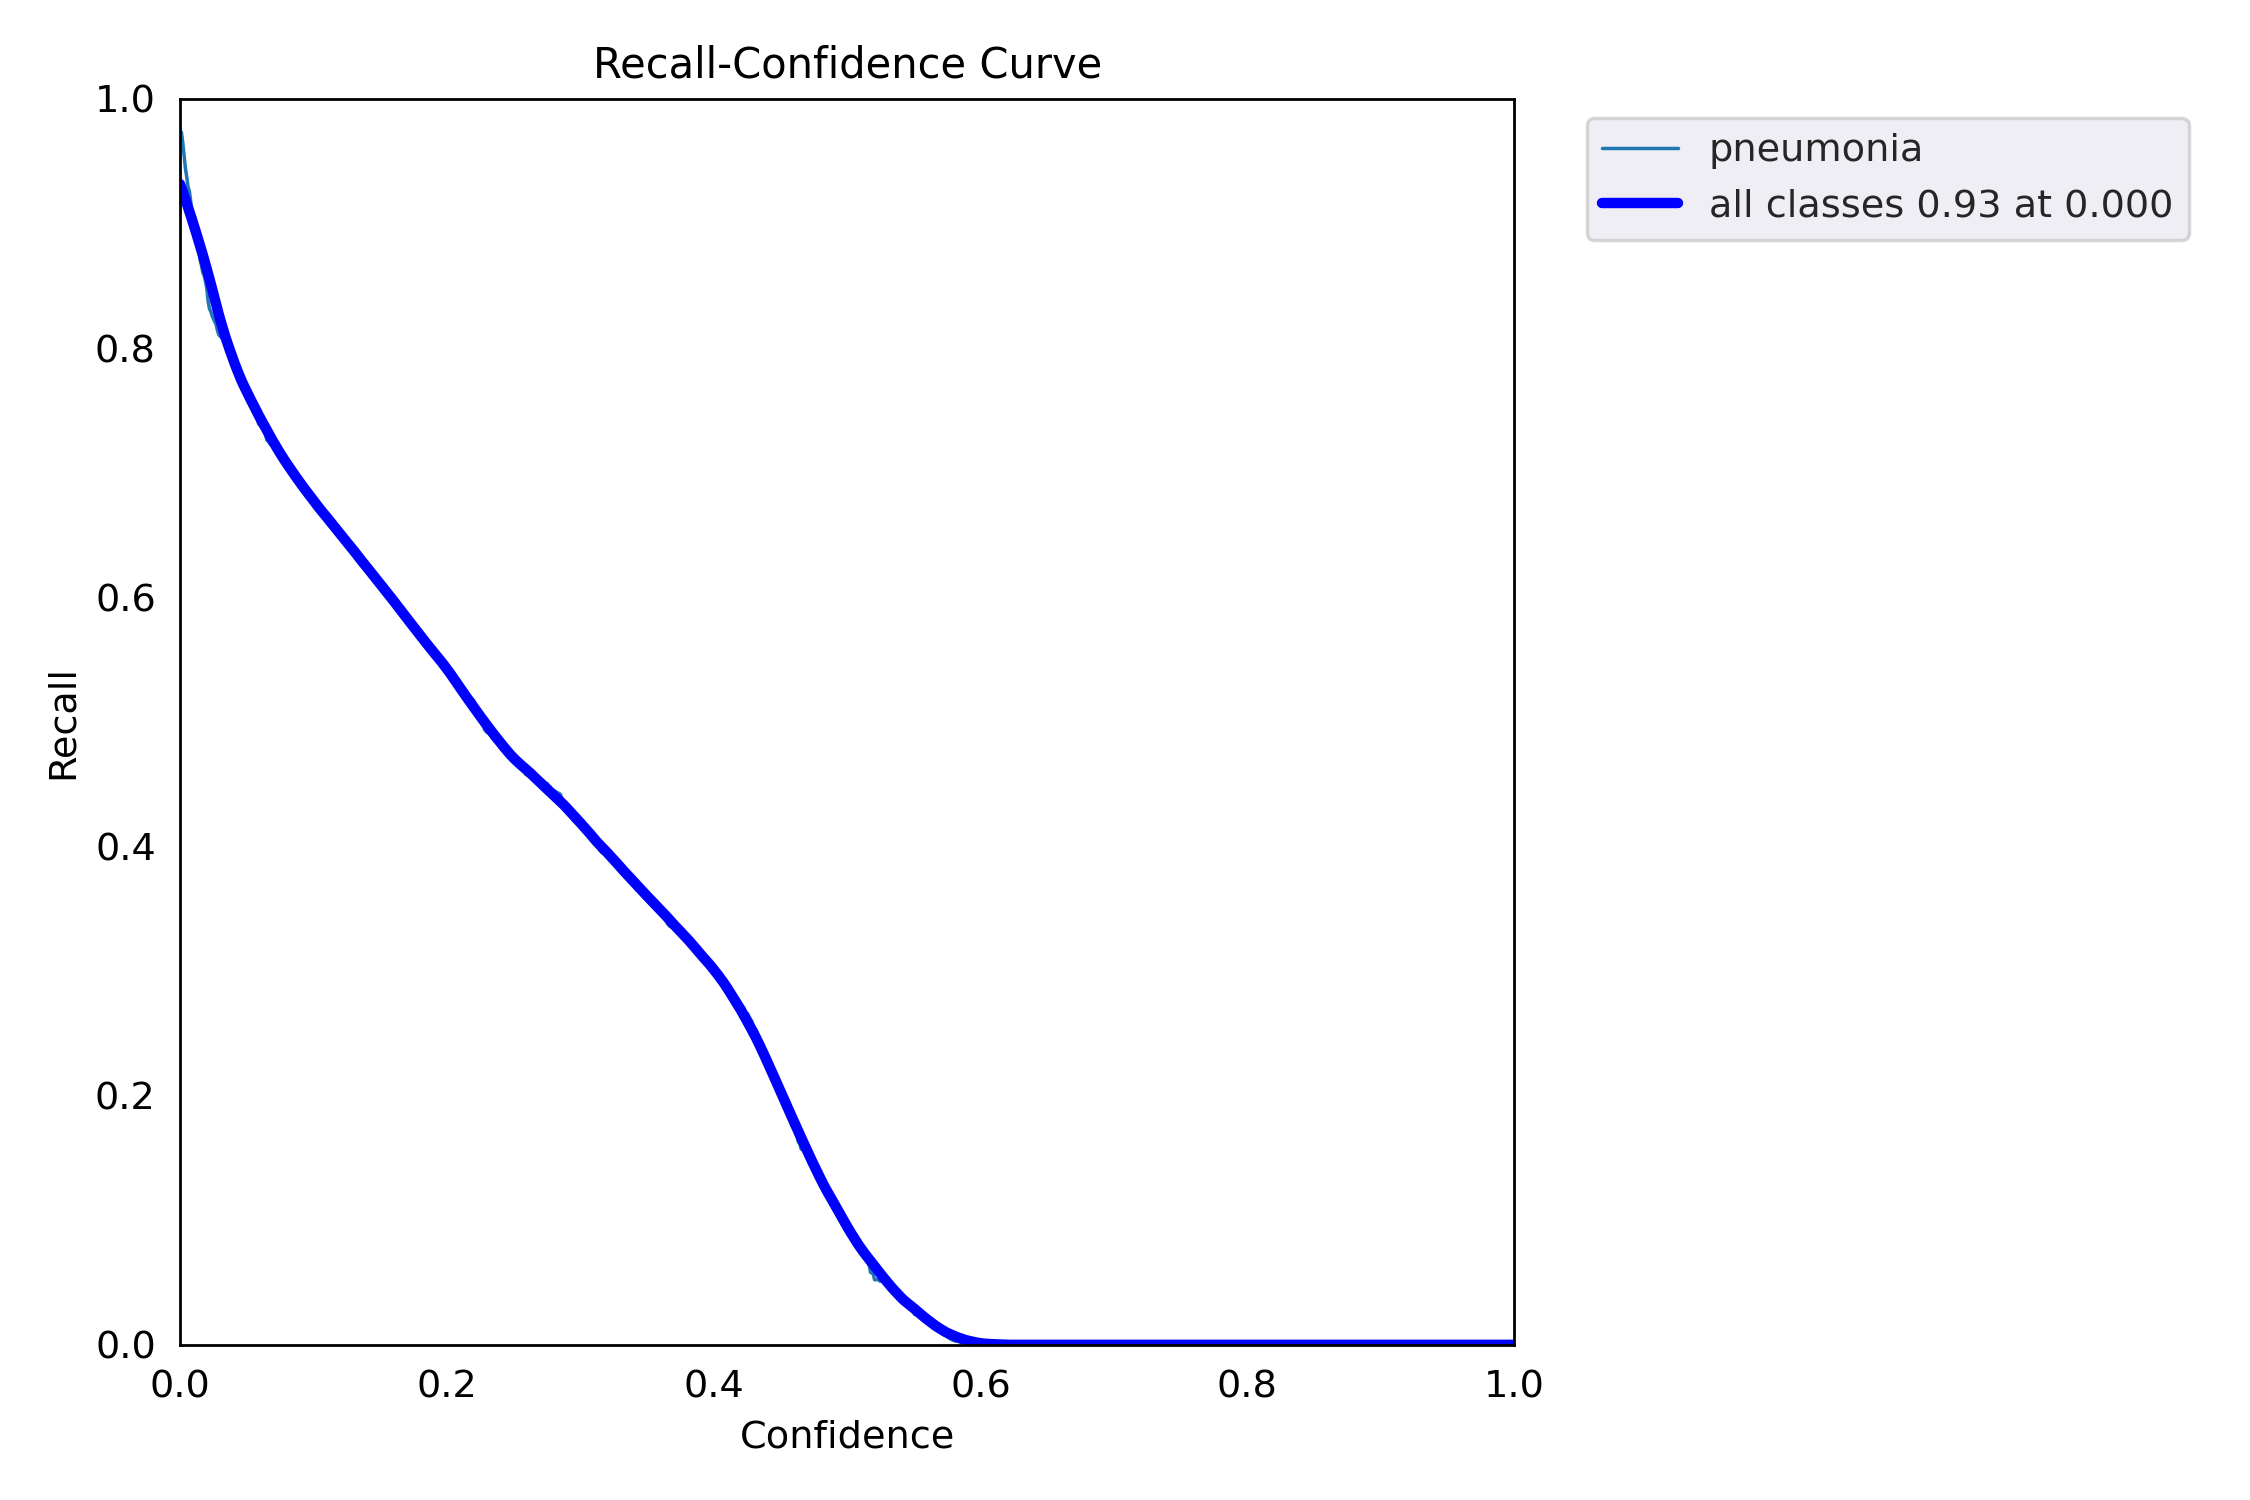 Recall-Confidence Curve
1.0
0.8
0.6
0.4
0.2
0.0
Recall
0.0 0.2 0.4 0.6 0.8 1.0
Confidence
pneumonia
all classes 0.93 at 0.000